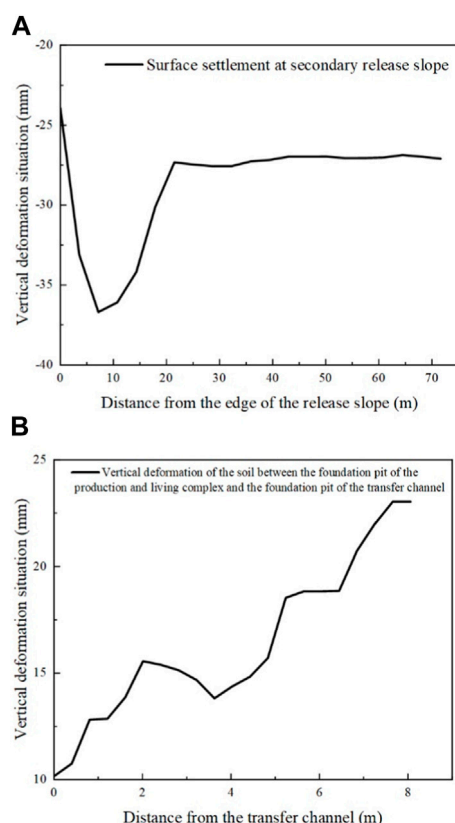 A
-20
-25
-30
-35
-40
Vertical deformation situation (mm)
Surface settlement at secondary release slope
0 10 20 30 40 50 60 70
Distance from the edge of the release slope (m)
B
25
20
15
10
Vertical deformation situation (mm)
Vertical deformation of the soil between the foundation pit of the
production and living complex and the foundation pit of the transfer channel
0 2 4 6 8
Distance from the transfer channel (m)